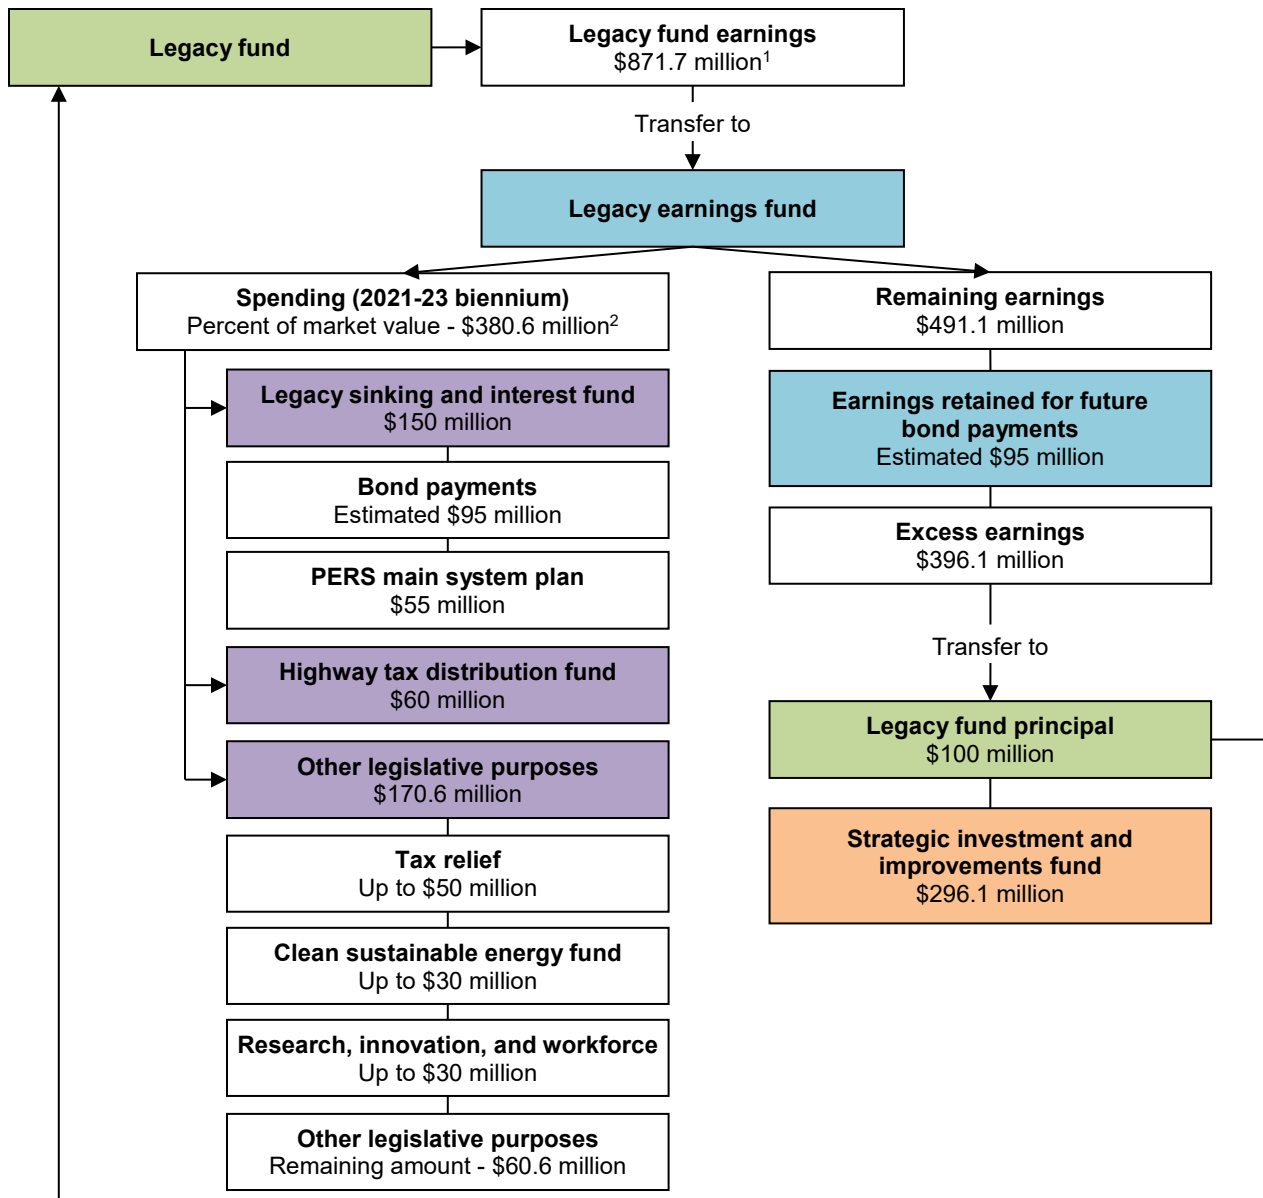 Legacy fund
Legacy fund earnings
$871.7 million¹
Transfer to
Legacy earnings fund
Spending (2021-23 biennium)
Percent of market value - $380.6 million²
Legacy sinking and interest fund
$150 million
Bond payments
Estimated $95 million
PERS main system plan
$55 million
Highway tax distribution fund
$60 million
Other legislative purposes
$170.6 million
Tax relief
Up to $50 million
Clean sustainable energy fund
Up to $30 million
Research, innovation, and workforce
Up to $30 million
Other legislative purposes
Remaining amount - $60.6 million
Remaining earnings
$491.1 million
Earnings retained for future
bond payments
Estimated $95 million
Excess earnings
$396.1 million
Transfer to
Legacy fund principal
$100 million
Strategic investment and
improvements fund
$296.1 million